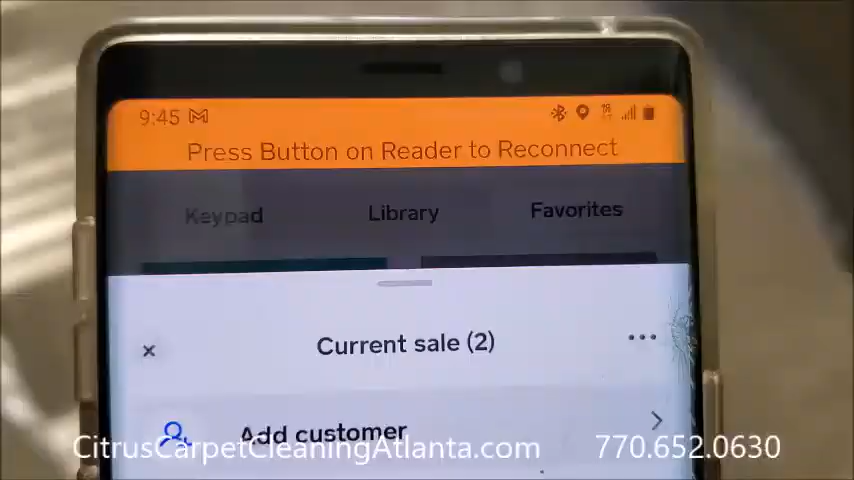 9:45
Press Button on Reader to Reconnect
Keypad Library Favorites
Current sale (2)
Add customer
CitrusCarpetCleaningAtlanta.com 770.652.0630